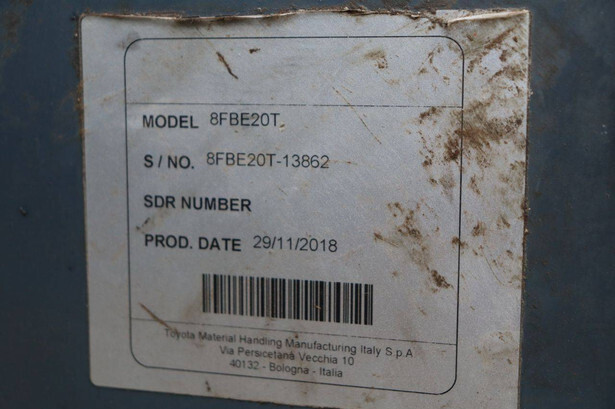 MODEL 8FBE20T
S / NO. 8FBE20T-13862
SDR NUMBER
PROD. DATE 29/11/2018
Toyota Material Handling Manufacturing Italy S.p.A
Via Persicetana Vecchia 10
40132 - Bologna - Italia